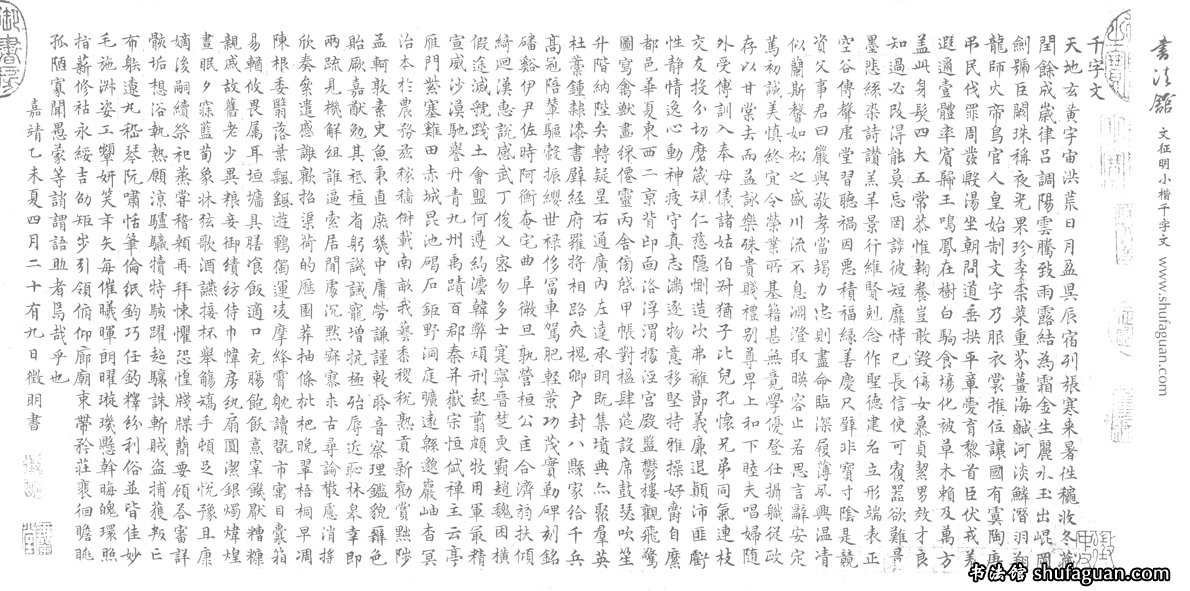 书法馆 文征明小楷千字文 www.shufaguan.com
千字文
天地玄黃宇宙洪荒日月盈昃辰宿列張寒來暑往穐收冬藏
閏餘成歲律呂調陽雲騰致雨露結為霜金生麗水玉出崐岡
劍號巨闕珠稱夜光果珍李柰菜重芥薑海鹹河淡鱗潛羽翔
龍師火帝鳥官人皇始制文字乃服衣裳推位讓國有虞陶唐
弔民伐罪周發殷湯坐朝問道垂拱平章愛育黎首臣伏戎羌
遐邇壹體率賓歸王鳴鳳在樹白駒食場化被草木賴及萬方
蓋此身髮四大五常恭惟鞠養豈敢毀傷女慕貞潔男效才良
知過必改得能莫忘罔談彼短靡恃己長信使可覆器欲難量
墨悲絲染詩讚羔羊景行維賢剋念作聖德建名立形端表正
空谷傳聲虛堂習聽禍因惡積福緣善慶尺璧非寶寸陰是競
資父事君曰嚴與敬孝當竭力忠則盡命臨深履薄夙興溫凊
似蘭斯馨如松之盛川流不息淵澄取暎容止若思言辭安定
篤初誠美慎終宜令榮業所基籍甚無竟學優登仕攝職從政
存以甘棠去而益詠樂殊貴賤禮別尊卑上和下睦夫唱婦隨
外受傅訓入奉母儀諸姑伯叔猶子比兒孔懷兄弟同氣連枝
交友投分切磨箴規仁慈隱惻造次弗離節義廉退顛沛匪虧
性靜情逸心動神疲守真志滿逐物意移堅持雅操好爵自縻
都邑華夏東西二京背邙面洛浮渭據涇宮殿盤鬱樓觀飛驚
圖寫禽獸畫綵僊靈丙舍傍啟甲帳對楹肆筵設席鼓瑟吹笙
升階納陛弁轉疑星右通廣內左達承明既集墳典亦聚群英
杜稾鍾隸漆書壁經府羅將相路夾槐卿戶封八縣家給千兵
高冠陪輦驅轂振纓世祿侈富車駕肥輕策功茂實勒碑刻銘
磻谿伊尹佐時阿衡奄宅曲阜微旦孰營桓公匡合濟弱扶傾
綺迴漢惠說感武丁俊乂密勿多士寔寧晉楚更霸趙魏困橫
假途滅虢踐土會盟何遵約法韓弊煩刑起翦頗牧用軍最精
宣威沙漠馳譽丹青九州禹蹟百郡秦并嶽宗恒岱禪主云亭
雁門紫塞雞田赤城昆池碣石鉅野洞庭曠遠緜邈巖岫杳冥
治本於農務茲稼穡俶載南畝我藝黍稷稅熟貢新勸賞黜陟
孟軻敦素史魚秉直庶幾中庸勞謙謹敕聆音察理鑑貌辯色
貽厥嘉猷勉其祗植省躬譏誡寵增抗極殆辱近恥林皋幸即
兩疏見機解組誰逼索居閒處沉默寂寥求古尋論散慮逍遙
欣奏累遣慼謝歡招渠荷的歷園莽抽條枇杷晚翠梧桐早凋
陳根委翳落葉飄颻遊鵾獨運凌摩絳霄耽讀翫市寓目囊箱
易輶攸畏屬耳垣牆具膳飡飯適口充腸飽飫烹宰饑厭糟糠
親戚故舊老少異糧妾御績紡侍巾幃房紈扇圓潔銀燭煒煌
晝眠夕寐藍筍象牀弦歌酒讌接杯舉觴矯手頓足悅豫且康
嫡後嗣續祭祀蒸嘗稽顙再拜悚懼恐惶牋牒簡要顧答審詳
骸垢想浴執熱願涼驢騾犢特駭躍超驤誅斬賊盜捕獲叛亡
布射遼丸嵇琴阮嘯恬筆倫紙鈞巧任釣釋紛利俗並皆佳妙
毛施淑姿工顰妍笑年矢每催羲暉朗曜璇璣懸斡晦魄環照
指薪修祜永綏吉劭矩步引領俯仰廊廟束帶矜莊裴徊瞻眺
孤陋寡聞愚蒙等誚謂語助者焉哉乎也
嘉靖乙未夏四月二十有九日徵明書
书法馆 shufaguan.com